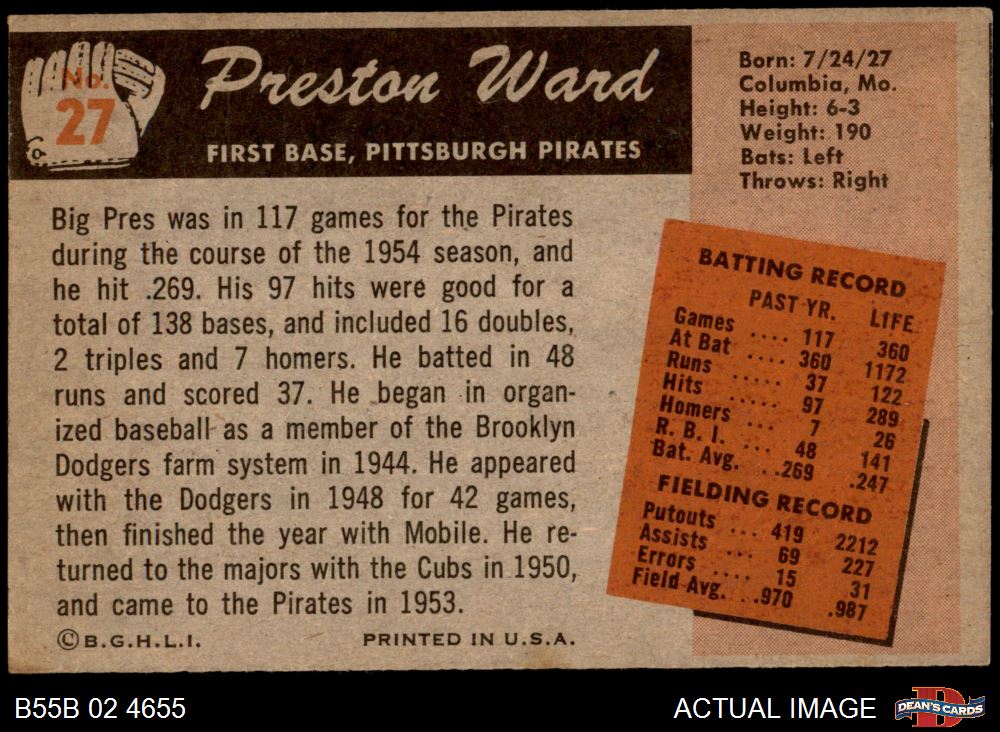 No.
27
Preston Ward
FIRST BASE, PITTSBURGH PIRATES
Born: 7/24/27
Columbia, Mo.
Height: 6-3
Weight: 190
Bats: Left
Throws: Right
Big Pres was in 117 games for the Pirates
during the course of the 1954 season, and
he hit .269. His 97 hits were good for a
total of 138 bases, and included 16 doubles,
2 triples and 7 homers. He batted in 48
runs and scored 37. He began in organ-
ized baseball as a member of the Brooklyn
Dodgers farm system in 1944. He appeared
with the Dodgers in 1948 for 42 games,
then finished the year with Mobile. He re-
turned to the majors with the Cubs in 1950,
and came to the Pirates in 1953.
©B.G.H.L.I. PRINTED IN U.S.A.
BATTING RECORD
PAST YR. LIFE
Games .... 117 360
At Bat .... 360 1172
Runs ..... 37 122
Hits ..... 97 289
Homers .... 7 26
R. B. I. ... 48 141
Bat. Avg. ..269 .247
FIELDING RECORD
Putouts ... 419 2212
Assists ... 69 227
Errors .... 15 31
Field Avg. ..970 .987
B55B 02 4655
ACTUAL IMAGE
DEAN'S CARDS